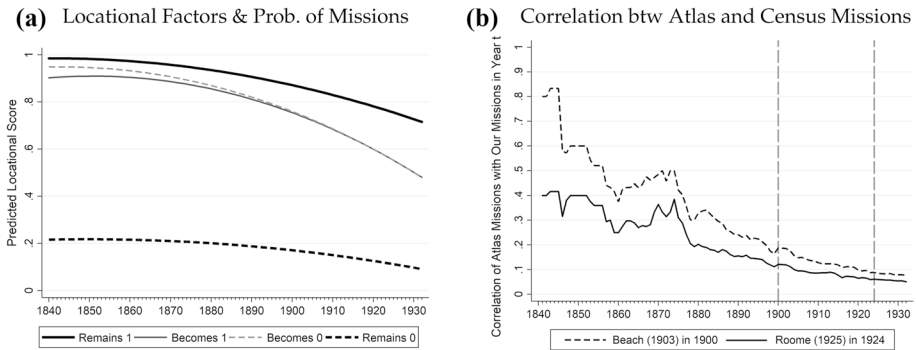 (a) Locational Factors & Prob. of Missions
Predicted Locational Score
1
.8
.6
.4
.2
0
1840 1850 1860 1870 1880 1890 1900 1910 1920 1930
Remains 1 Becomes 1 Becomes 0 Remains 0
(b) Correlation btw Atlas and Census Missions
Correlation of Atlas Missions with Our Missions in Year t
1
.9
.8
.7
.6
.5
.4
.3
.2
.1
0
1840 1850 1860 1870 1880 1890 1900 1910 1920 1930
Beach (1903) in 1900 Roome (1925) in 1924